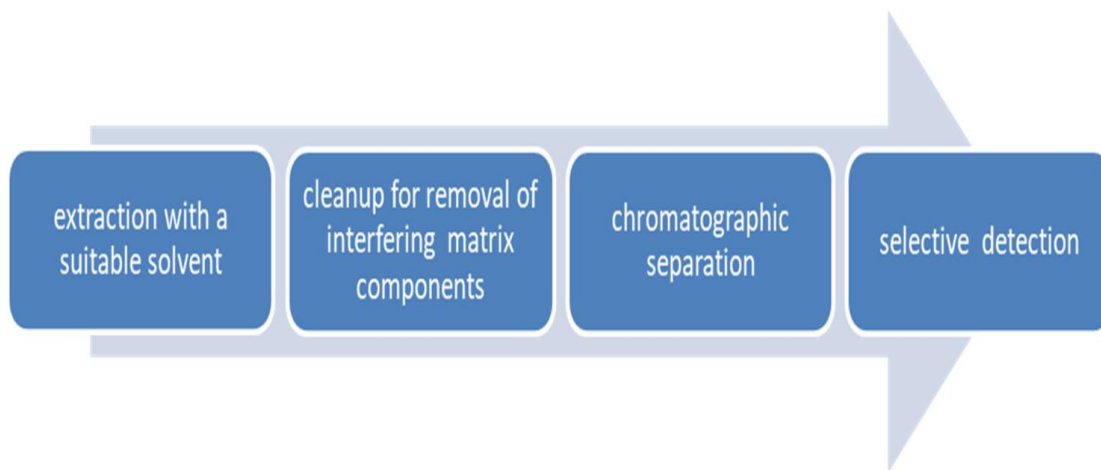 extraction with a
suitable solvent
cleanup for removal of
interfering matrix
components
chromatographic
separation
selective detection